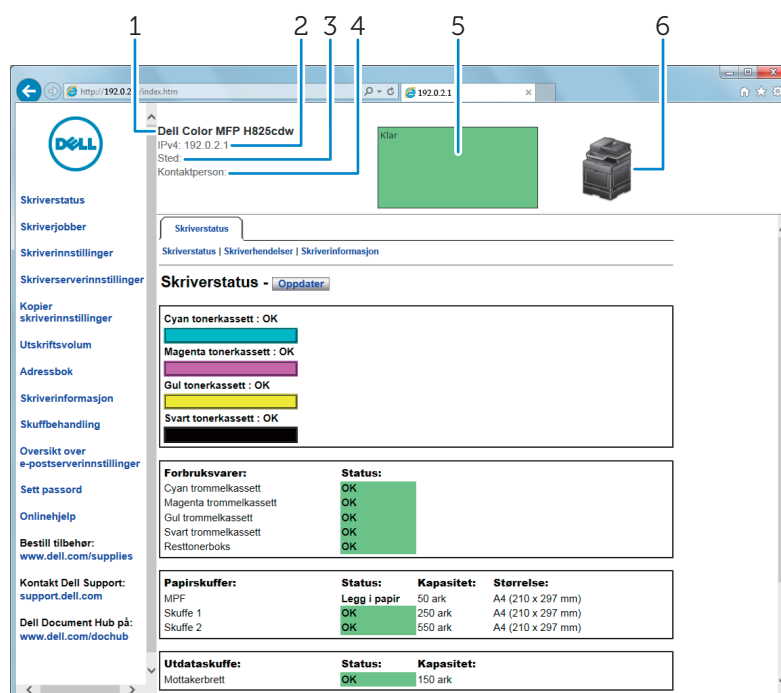 1 2 3 4 5 6
http://192.0.2 /index.htm
192.0.2.1
DELL
Dell Color MFP H825cdw
IPv4: 192.0.2.1
Sted:
Kontaktperson:
Klar
Skriverstatus
Skriverjobber
Skriverinnstillinger
Skriverserverinnstillinger
Kopier
skriverinnstillinger
Utskriftsvolum
Adressbok
Skriverinformasjon
Skuffbehandling
Oversikt over
e-postserverinnstillinger
Sett passord
Onlinehjelp
Bestill tilbehør:
www.dell.com/supplies
Kontakt Dell Support:
support.dell.com
Dell Document Hub på:
www.dell.com/dochub
Skriverstatus
Skriverstatus | Skriverhendelser | Skriverinformasjon
Skriverstatus - Oppdater
Cyan tonerkassett : OK
Magenta tonerkassett : OK
Gul tonerkassett : OK
Svart tonerkassett : OK
Forbruksvarer: Status:
Cyan trommelkassett OK
Magenta trommelkassett OK
Gul trommelkassett OK
Svart trommelkassett OK
Resttonerboks OK
Papirskuffer: Status: Kapasitet: Størrelse:
MPF Legg i papir 50 ark A4 (210 x 297 mm)
Skuffe 1 OK 250 ark A4 (210 x 297 mm)
Skuffe 2 OK 550 ark A4 (210 x 297 mm)
Utdataskuffe: Status: Kapasitet:
Mottakerbrett OK 150 ark